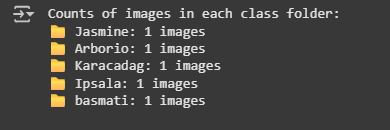 Counts of images in each class folder:
📁 Jasmine: 1 images
📁 Arborio: 1 images
📁 Karacadag: 1 images
📁 Ipsala: 1 images
📁 basmati: 1 images